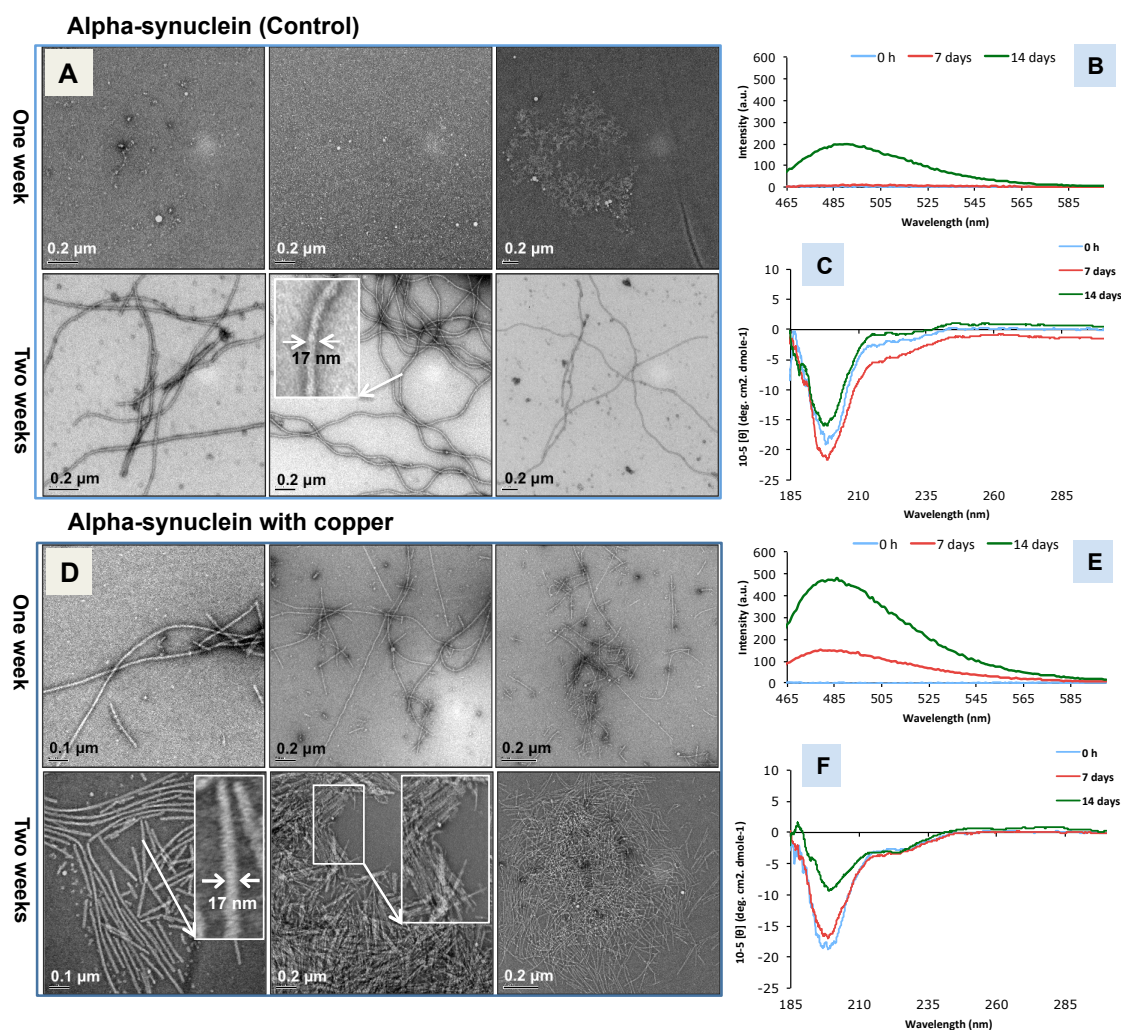 Alpha-synuclein (Control)
A
One week
0.2 µm
0.2 µm
0.2 µm
Two weeks
17 nm
0.2 µm
0.2 µm
0.2 µm
B
0 h 7 days 14 days
Intensity (a.u.)
600
500
400
300
200
100
0
465 485 505 525 545 565 585
Wavelength (nm)
C
0 h
7 days
14 days
10-5 [θ] (deg. cm2. dmole-1)
10
5
0
-5
-10
-15
-20
-25
185 210 235 260 285
Wavelength (nm)
Alpha-synuclein with copper
D
One week
0.1 µm
0.2 µm
0.2 µm
Two weeks
17 nm
0.1 µm
0.2 µm
0.2 µm
E
0 h 7 days 14 days
Intensity (a.u.)
600
500
400
300
200
100
0
465 485 505 525 545 565 585
Wavelength (nm)
F
0 h
7 days
14 days
10-5 [θ] (deg. cm2. dmole-1)
10
5
0
-5
-10
-15
-20
-25
185 210 235 260 285
Wavelength (nm)